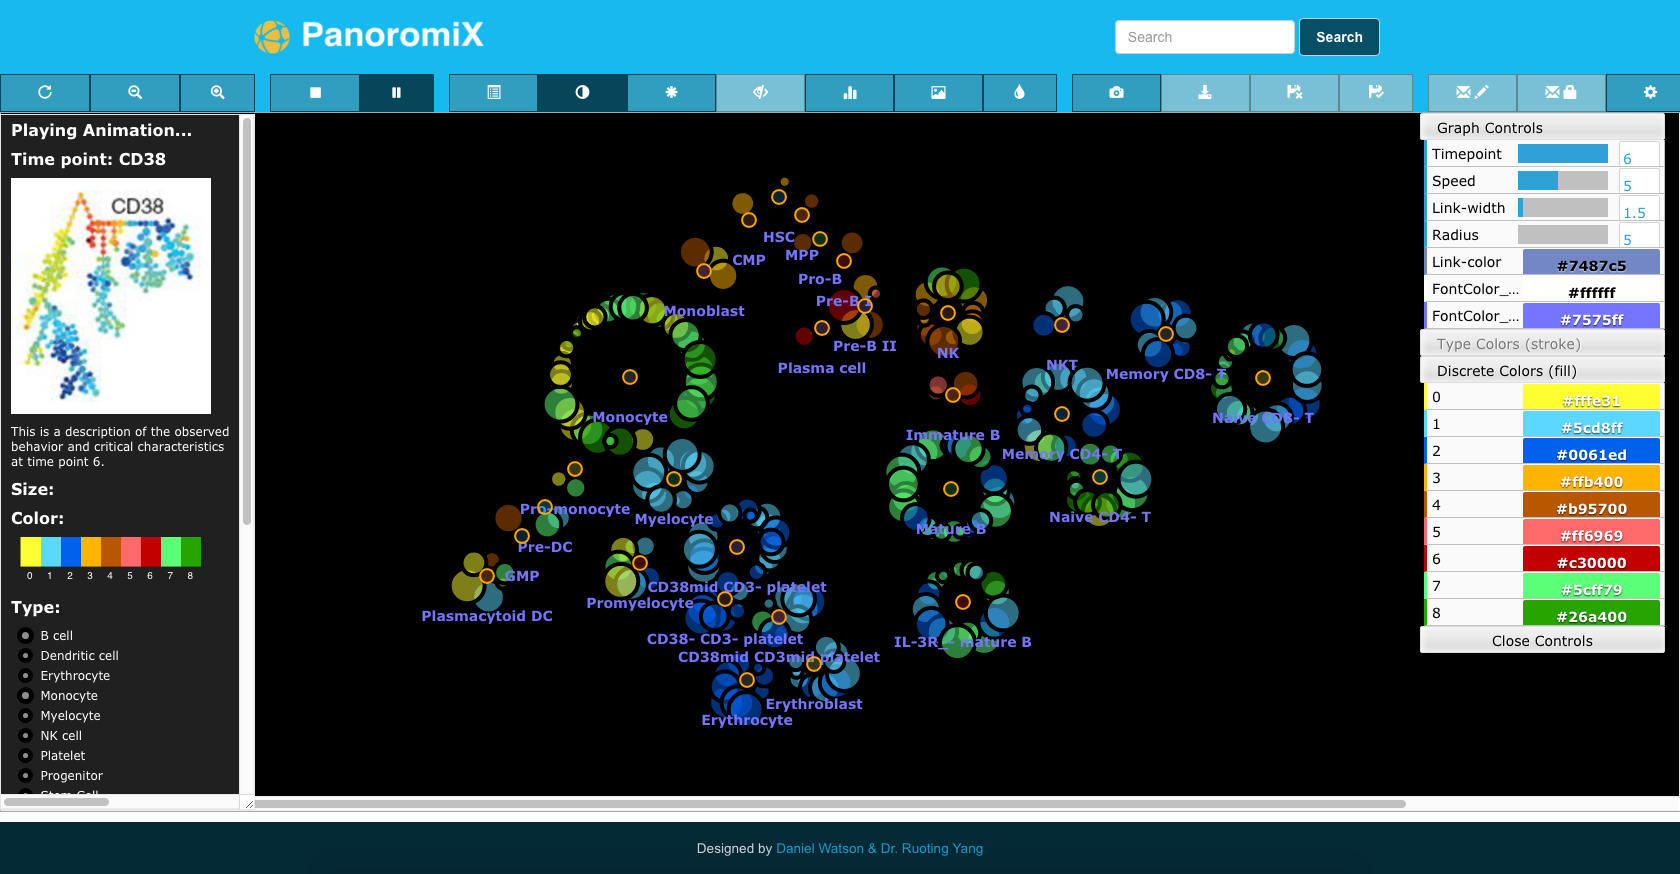 PanoromiX
Search
Search
Playing Animation...
Time point: CD38
CD38
This is a description of the observed
behavior and critical characteristics
at time point 6.
Size:
Color:
0 1 2 3 4 5 6 7 8
Type:
B cell
Dendritic cell
Erythrocyte
Monocyte
Myelocyte
NK cell
Platelet
Progenitor
Stem Cell
HSC
MPP
CMP
Pro-B
Pre-B I
Monoblast
Pre-B II
NK
Plasma cell
NKT
Memory CD8- T
Monocyte
Naive CD8- T
Immature B
Memory CD4- T
Pro-monocyte
Myelocyte
Naive CD4- T
Mature B
Pre-DC
GMP
CD38mid CD3- platelet
Promyelocyte
Plasmacytoid DC
CD38- CD3- platelet
IL-3R_- mature B
CD38mid CD3mid platelet
Erythroblast
Erythrocyte
Graph Controls
Timepoint 6
Speed 5
Link-width 1.5
Radius 5
Link-color #7487c5
FontColor_... #ffffff
FontColor_... #7575ff
Type Colors (stroke)
Discrete Colors (fill)
0 #fffe31
1 #5cd8ff
2 #0061ed
3 #ffb400
4 #b95700
5 #ff6969
6 #c30000
7 #5cff79
8 #26a400
Close Controls
Designed by Daniel Watson & Dr. Ruoting Yang